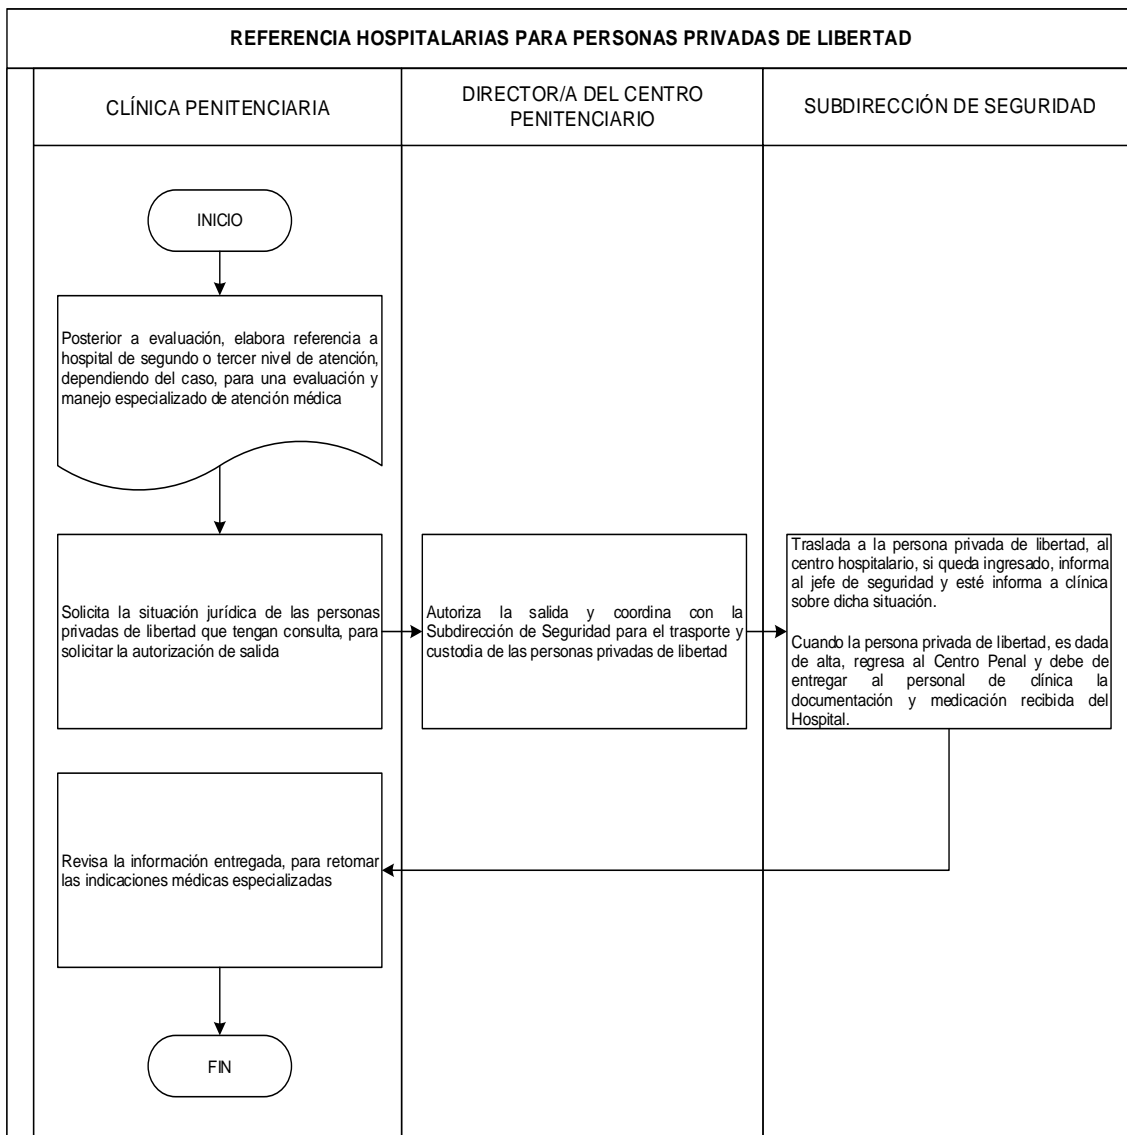 REFERENCIA HOSPITALARIAS PARA PERSONAS PRIVADAS DE LIBERTAD
CLÍNICA PENITENCIARIA
DIRECTOR/A DEL CENTRO
PENITENCIARIO
SUBDIRECCIÓN DE SEGURIDAD
INICIO
Posterior a evaluación, elabora referencia a
hospital de segundo o tercer nivel de atención,
dependiendo del caso, para una evaluación y
manejo especializado de atención médica
Solicita la situación jurídica de las personas
privadas de libertad que tengan consulta, para
solicitar la autorización de salida
Autoriza la salida y coordina con la
Subdirección de Seguridad para el trasporte y
custodia de las personas privadas de libertad
Traslada a la persona privada de libertad, al
centro hospitalario, si queda ingresado, informa
al jefe de seguridad y esté informa a clínica
sobre dicha situación.
Cuando la persona privada de libertad, es dada
de alta, regresa al Centro Penal y debe de
entregar al personal de clínica la
documentación y medicación recibida del
Hospital.
Revisa la información entregada, para retomar
las indicaciones médicas especializadas
FIN